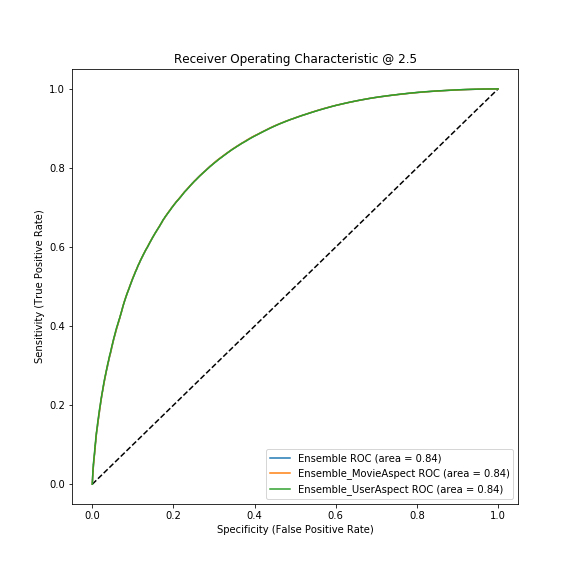 Receiver Operating Characteristic @ 2.5
1.0
0.8
0.6
0.4
0.2
0.0
Sensitivity (True Positive Rate)
Ensemble ROC (area = 0.84)
Ensemble_MovieAspect ROC (area = 0.84)
Ensemble_UserAspect ROC (area = 0.84)
0.0 0.2 0.4 0.6 0.8 1.0
Specificity (False Positive Rate)